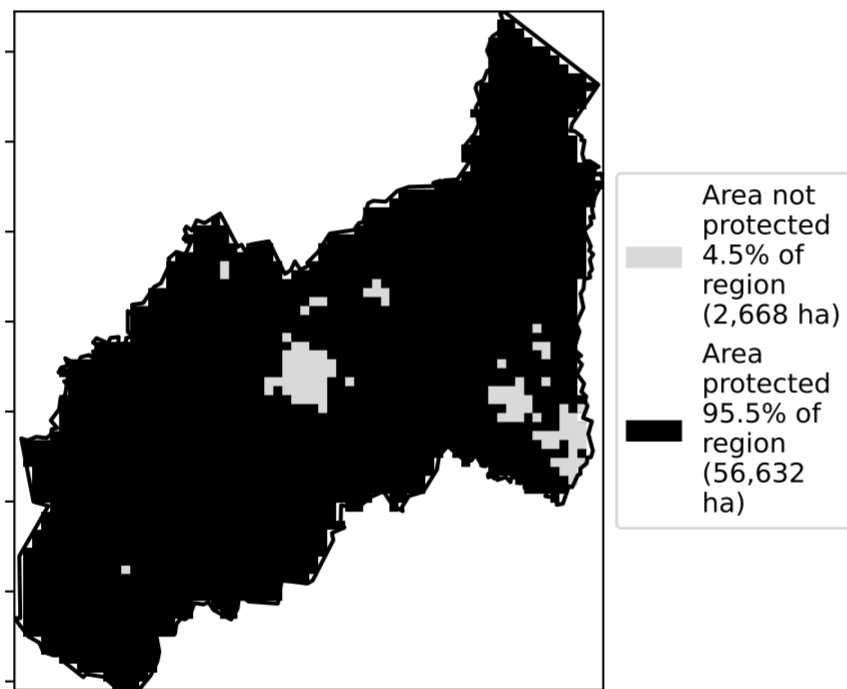 Area not
protected
4.5% of
region
(2,668 ha)
Area
protected
95.5% of
region
(56,632
ha)